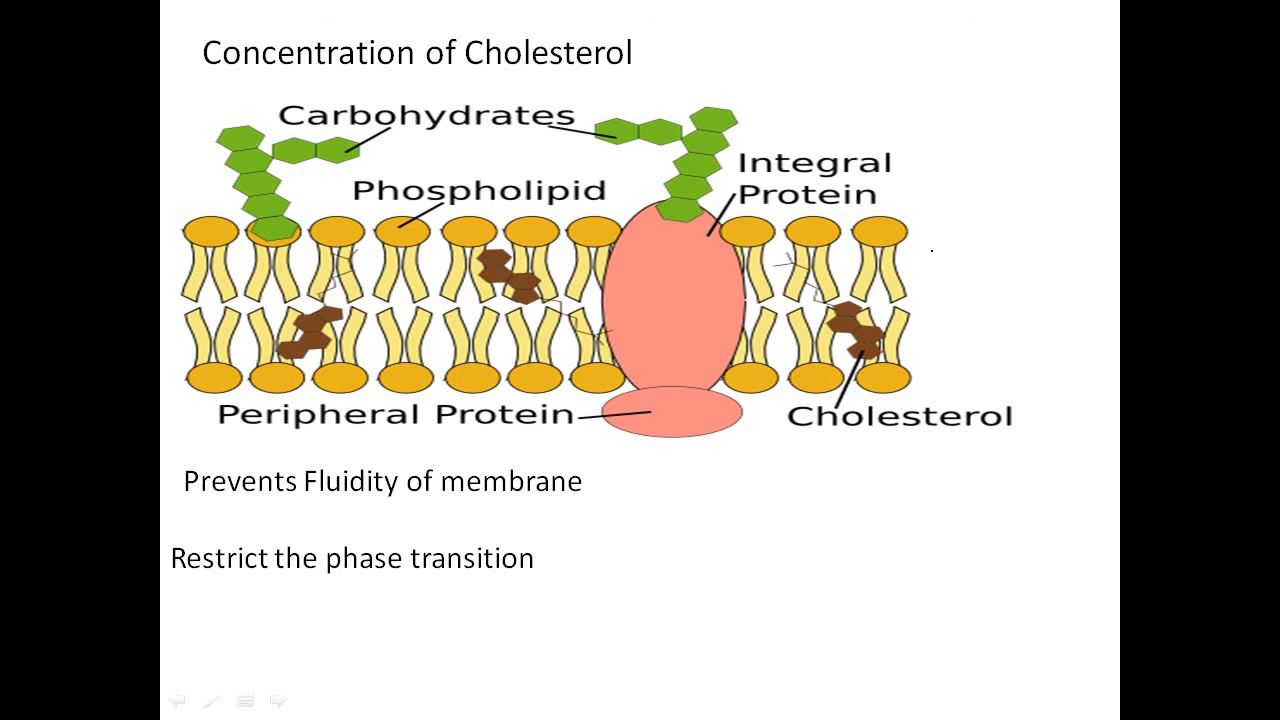 Concentration of Cholesterol
Carbohydrates
Integral
Protein
Phospholipid
Peripheral Protein
Cholesterol
Prevents Fluidity of membrane
Restrict the phase transition